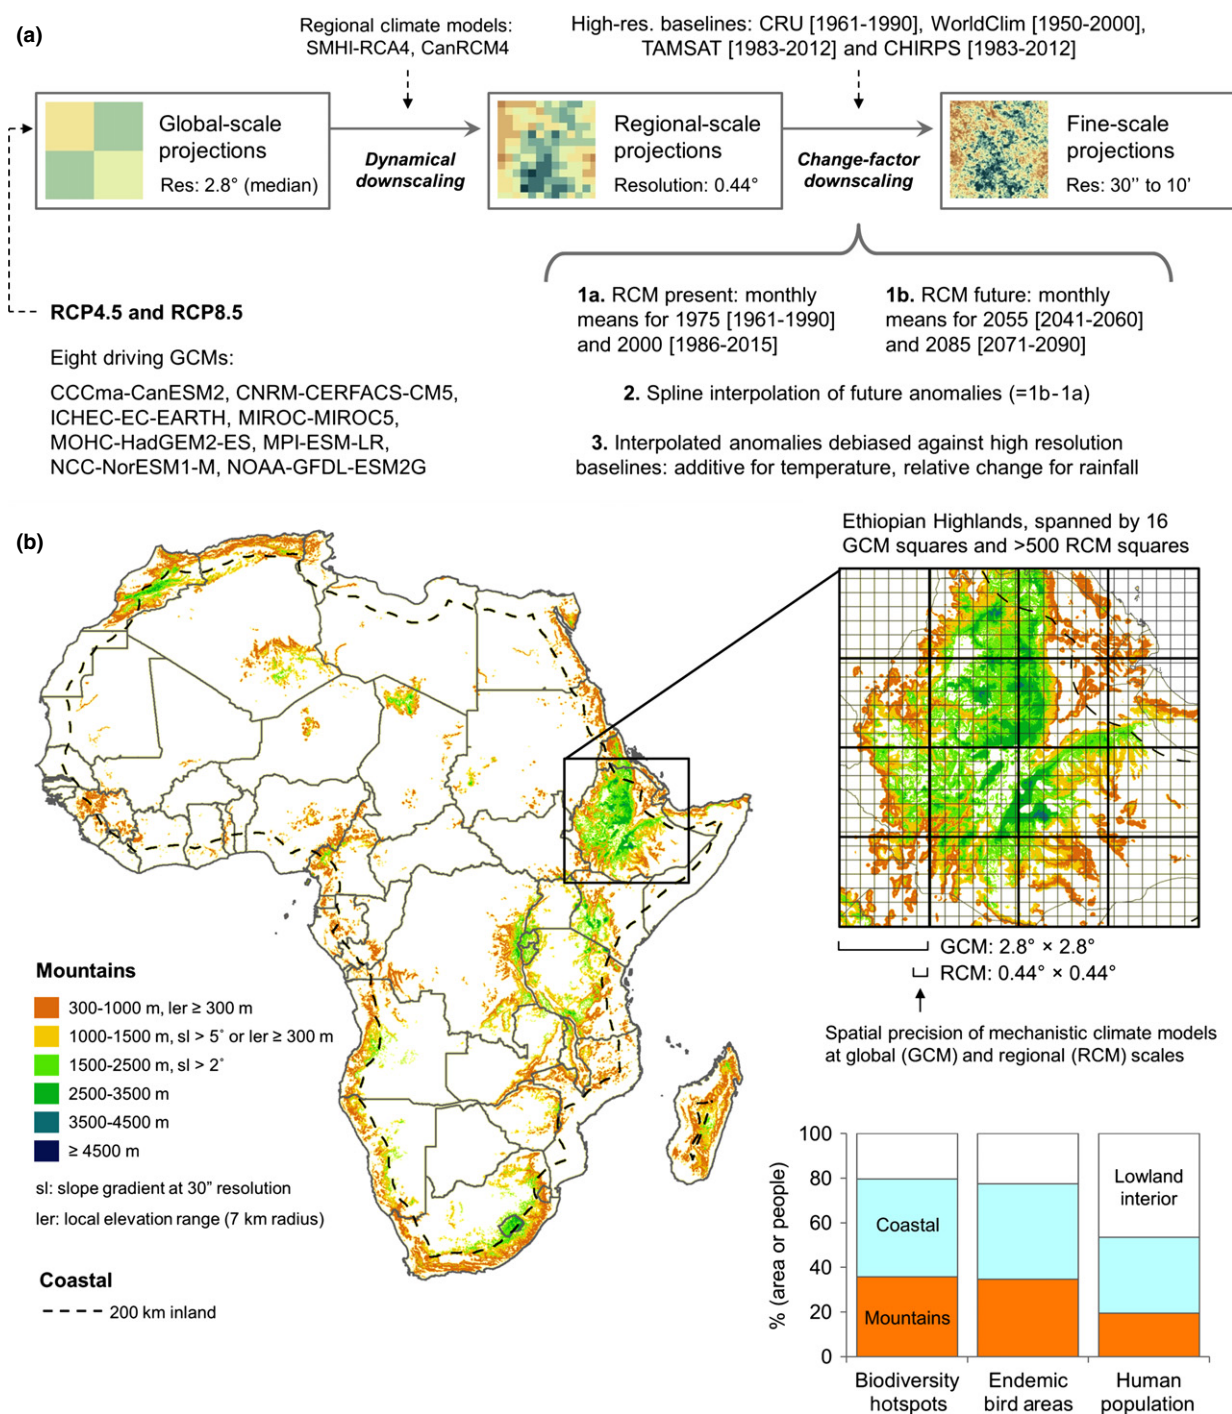 (a)
Regional climate models:
SMHI-RCA4, CanRCM4
High-res. baselines: CRU [1961-1990], WorldClim [1950-2000],
TAMSAT [1983-2012] and CHIRPS [1983-2012]
Global-scale
projections
Res: 2.8° (median)
Dynamical
downscaling
Regional-scale
projections
Resolution: 0.44°
Change-factor
downscaling
Fine-scale
projections
Res: 30'' to 10'
RCP4.5 and RCP8.5
Eight driving GCMs:
CCCma-CanESM2, CNRM-CERFACS-CM5,
ICHEC-EC-EARTH, MIROC-MIROC5,
MOHC-HadGEM2-ES, MPI-ESM-LR,
NCC-NorESM1-M, NOAA-GFDL-ESM2G
1a. RCM present: monthly
means for 1975 [1961-1990]
and 2000 [1986-2015]
1b. RCM future: monthly
means for 2055 [2041-2060]
and 2085 [2071-2090]
2. Spline interpolation of future anomalies (=1b-1a)
3. Interpolated anomalies debiased against high resolution
baselines: additive for temperature, relative change for rainfall
(b)
Ethiopian Highlands, spanned by 16
GCM squares and >500 RCM squares
GCM: 2.8° × 2.8°
RCM: 0.44° × 0.44°
Spatial precision of mechanistic climate models
at global (GCM) and regional (RCM) scales
Mountains
300-1000 m, ler ≥ 300 m
1000-1500 m, sl > 5° or ler ≥ 300 m
1500-2500 m, sl > 2°
2500-3500 m
3500-4500 m
≥ 4500 m
sl: slope gradient at 30" resolution
ler: local elevation range (7 km radius)
Coastal
200 km inland
% (area or people)
100
80
60
40
20
0
Lowland
interior
Coastal
Mountains
Biodiversity
hotspots
Endemic
bird areas
Human
population